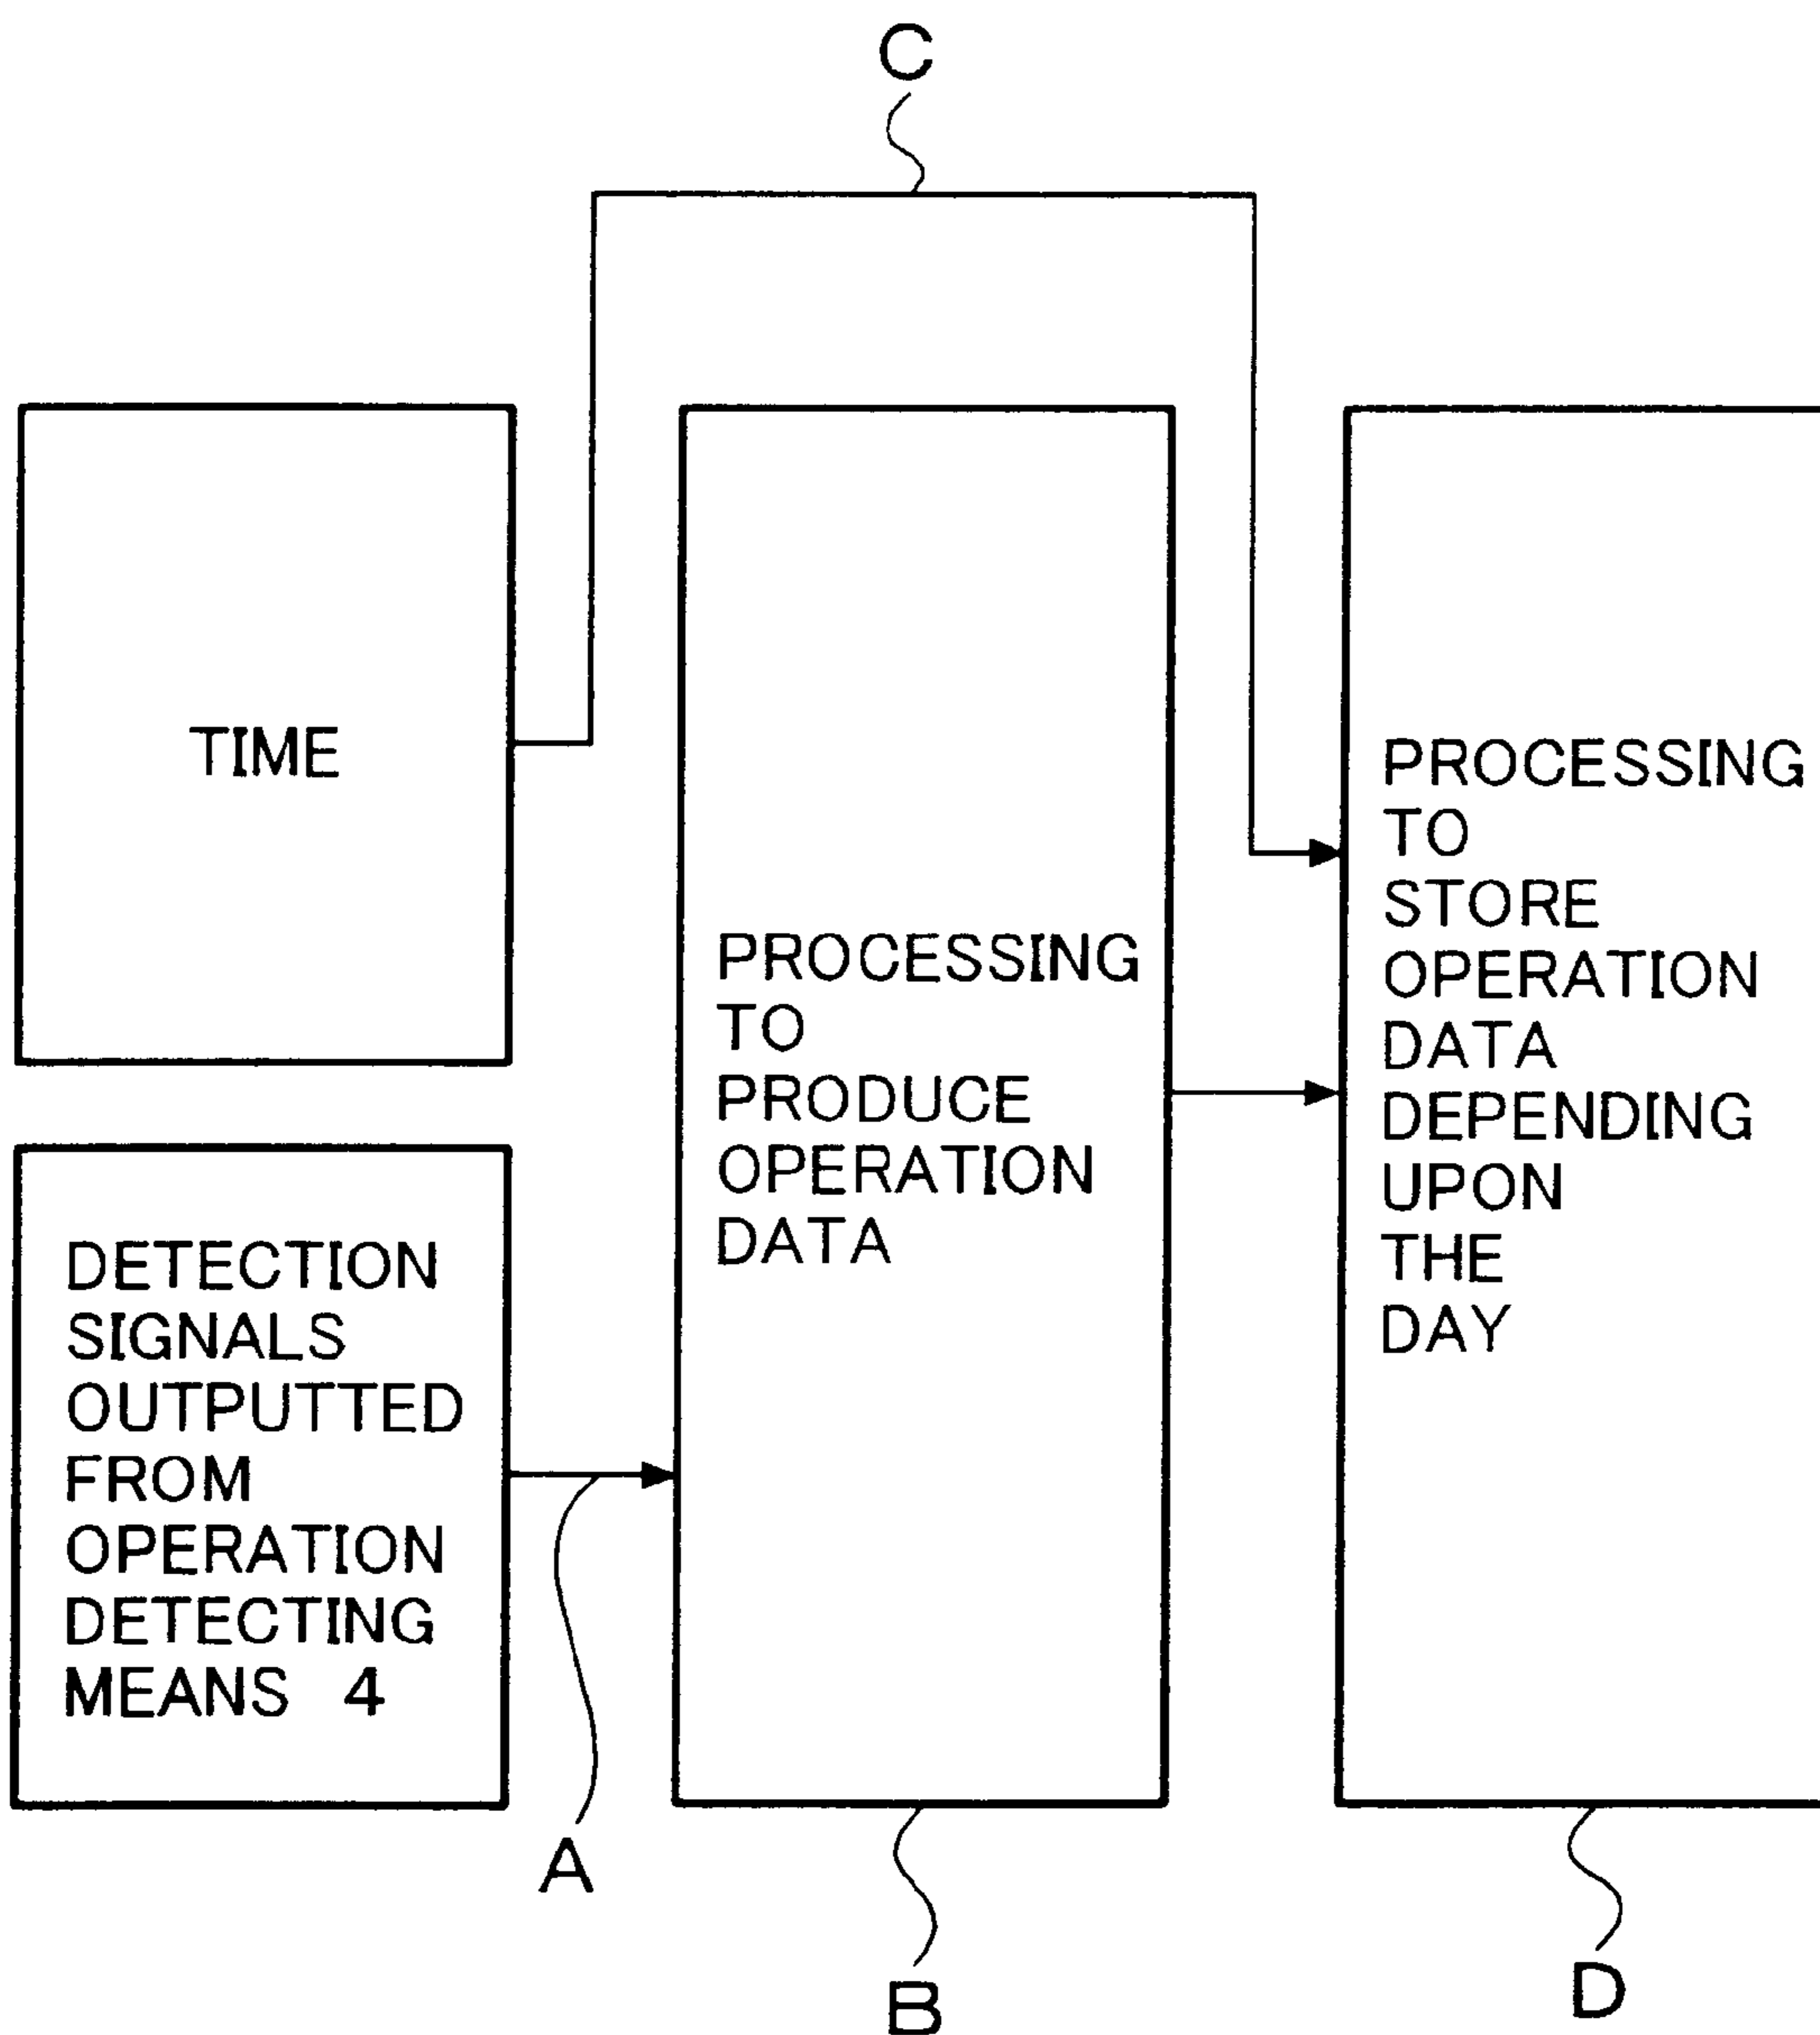 C
TIME
DETECTION
SIGNALS
OUTPUTTED
FROM
OPERATION
DETECTING
MEANS 4
A
PROCESSING
TO
PRODUCE
OPERATION
DATA
B
PROCESSING
TO
STORE
OPERATION
DATA
DEPENDING
UPON
THE
DAY
D